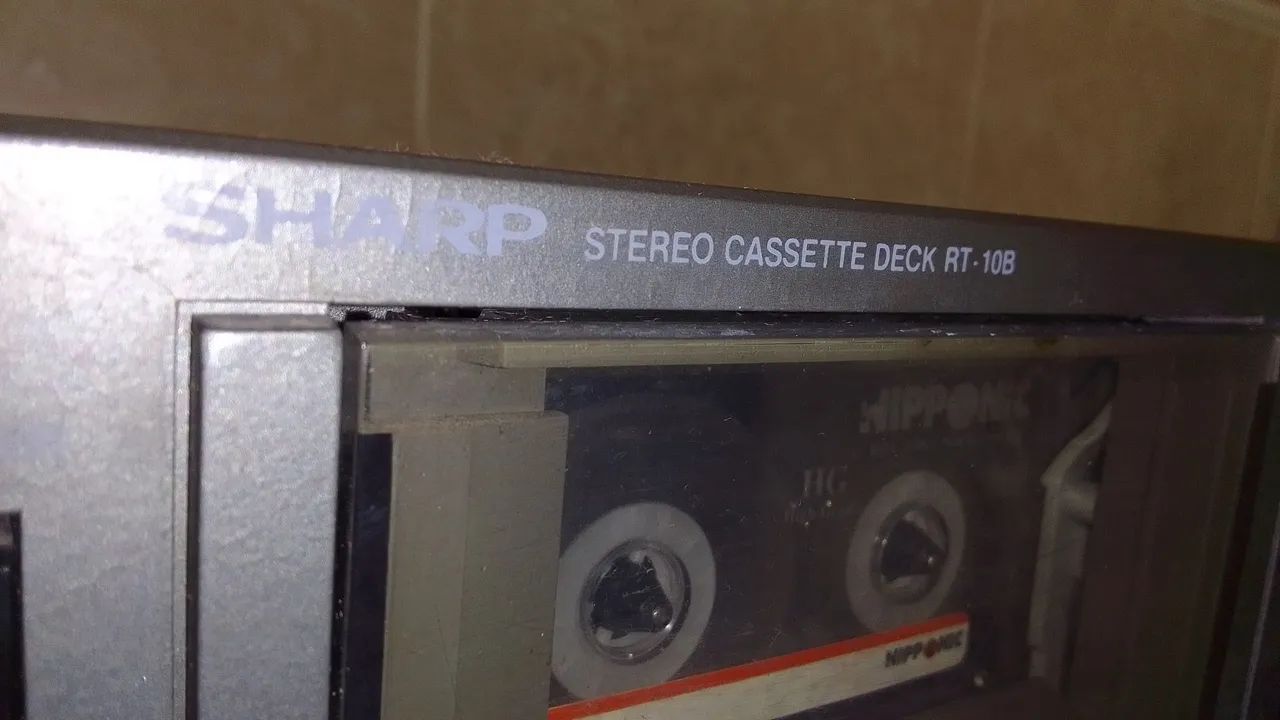 SHARP STEREO CASSETTE DECK RT-10B
NIPPONIC
HG
NIPPONIC